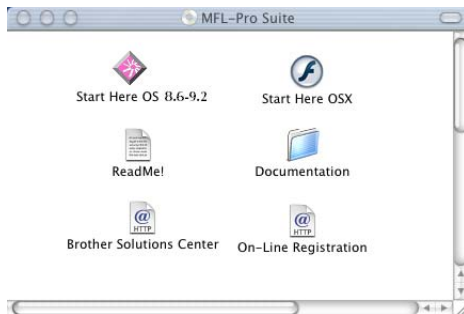 MFL-Pro Suite
Start Here OS 8.6-9.2
Start Here OSX
ReadMe!
Documentation
@
HTTP
@
HTTP
Brother Solutions Center
On-Line Registration